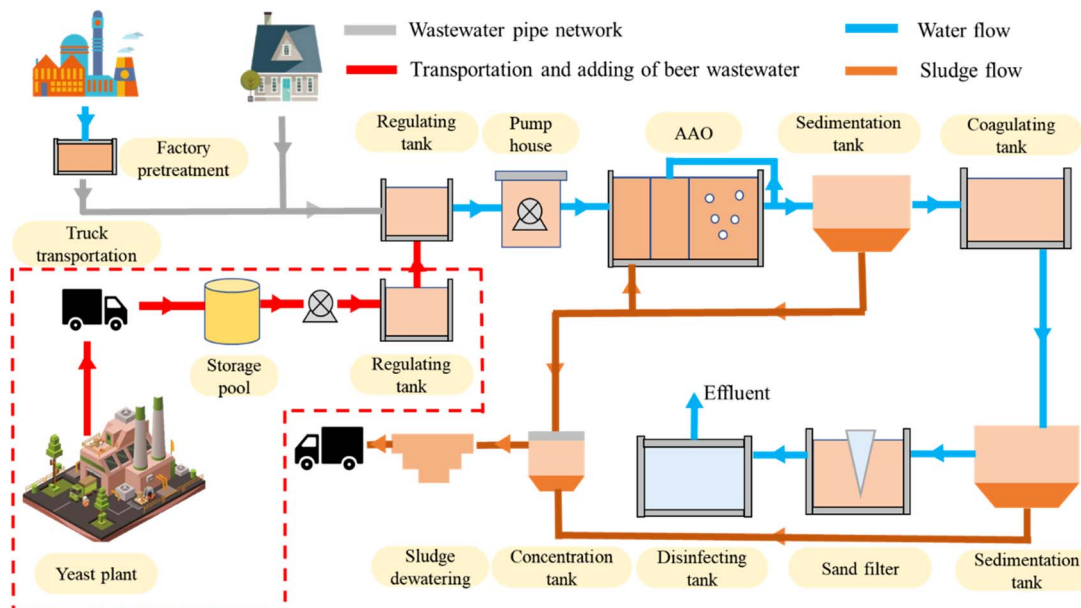 Wastewater pipe network
Water flow
Transportation and adding of beer wastewater
Sludge flow
Factory
pretreatment
Regulating
tank
Pump
house
AAO
Sedimentation
tank
Coagulating
tank
Truck
transportation
Storage
pool
Regulating
tank
Effluent
Yeast plant
Sludge
dewatering
Concentration
tank
Disinfecting
tank
Sand filter
Sedimentation
tank